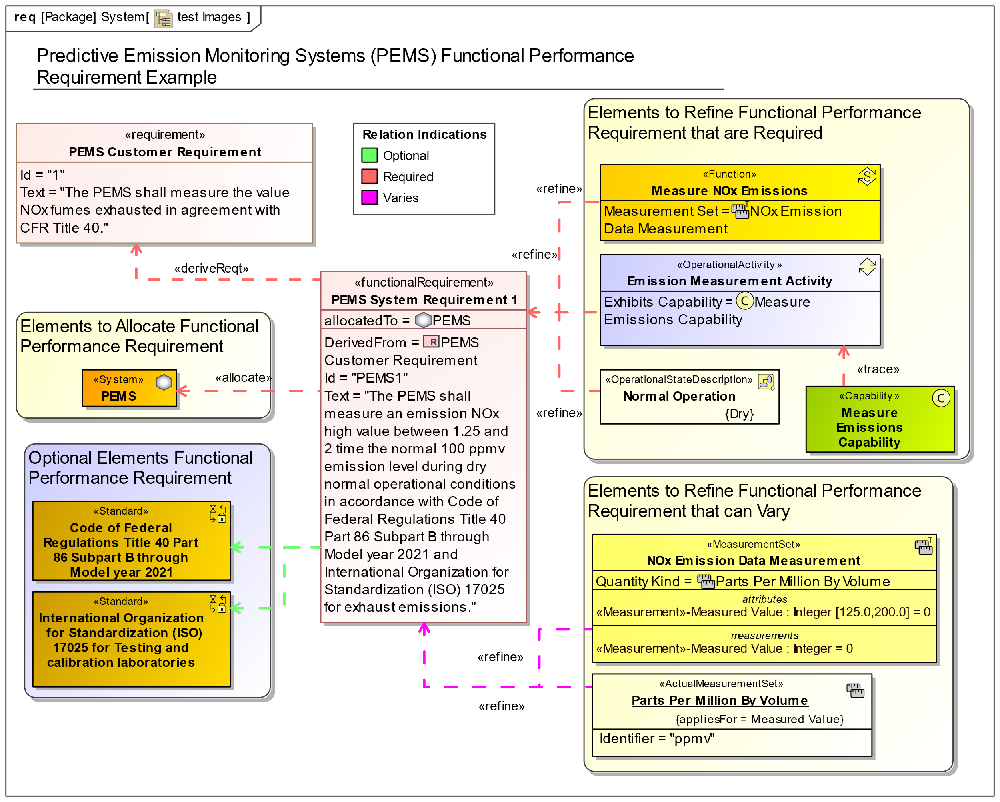 req [Package] System[ test Images ]
Predictive Emission Monitoring Systems (PEMS) Functional Performance
Requirement Example
«requirement»
PEMS Customer Requirement
Id = "1"
Text = "The PEMS shall measure the value
NOx fumes exhausted in agreement with
CFR Title 40."
Relation Indications
Optional
Required
Varies
«deriveReqt»
Elements to Allocate Functional
Performance Requirement
«System»
PEMS
«allocate»
Optional Elements Functional
Performance Requirement
«Standard»
Code of Federal
Regulations Title 40 Part
86 Subpart B through
Model year 2021
«Standard»
International Organization
for Standardization (ISO)
17025 for Testing and
calibration laboratories
«functionalRequirement»
PEMS System Requirement 1
allocatedTo = PEMS
DerivedFrom = R PEMS
Customer Requirement
Id = "PEMS1"
Text = "The PEMS shall
measure an emission NOx
high value between 1.25 and
2 time the normal 100 ppmv
emission level during dry
normal operational conditions
in accordance with Code of
Federal Regulations Title 40
Part 86 Subpart B through
Model year 2021 and
International Organization for
Standardization (ISO) 17025
for exhaust emissions."
«refine»
«refine»
«refine»
«refine»
«refine»
Elements to Refine Functional Performance
Requirement that are Required
«Function»
S
Measure NOx Emissions
Measurement Set = T NOx Emission
Data Measurement
«OperationalActivity»
Emission Measurement Activity
Exhibits Capability = C Measure
Emissions Capability
«OperationalStateDescription»
Normal Operation
{Dry}
«trace»
«Capability»
C
Measure
Emissions
Capability
Elements to Refine Functional Performance
Requirement that can Vary
«MeasurementSet»
T
NOx Emission Data Measurement
Quantity Kind = Parts Per Million By Volume
attributes
«Measurement»-Measured Value : Integer [125.0,200.0] = 0
measurements
«Measurement»-Measured Value : Integer = 0
«ActualMeasurementSet»
Parts Per Million By Volume
{appliesFor = Measured Value}
Identifier = "ppmv"